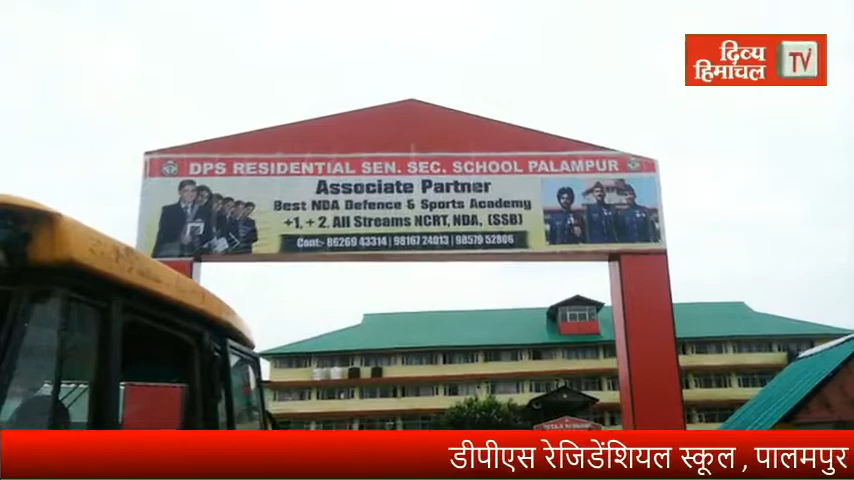 दिव्य
हिमाचल
TV
DPS RESIDENTIAL SEN. SEC. SCHOOL PALAMPUR
Associate Partner
Best NDA Defence & Sports Academy
+1, + 2, All Streams NCRT, NDA, (SSB)
Cont:- 86269 43314 | 98167 24013 | 98579 52806
डीपीएस रेजिडेंशियल स्कूल , पालमपुर